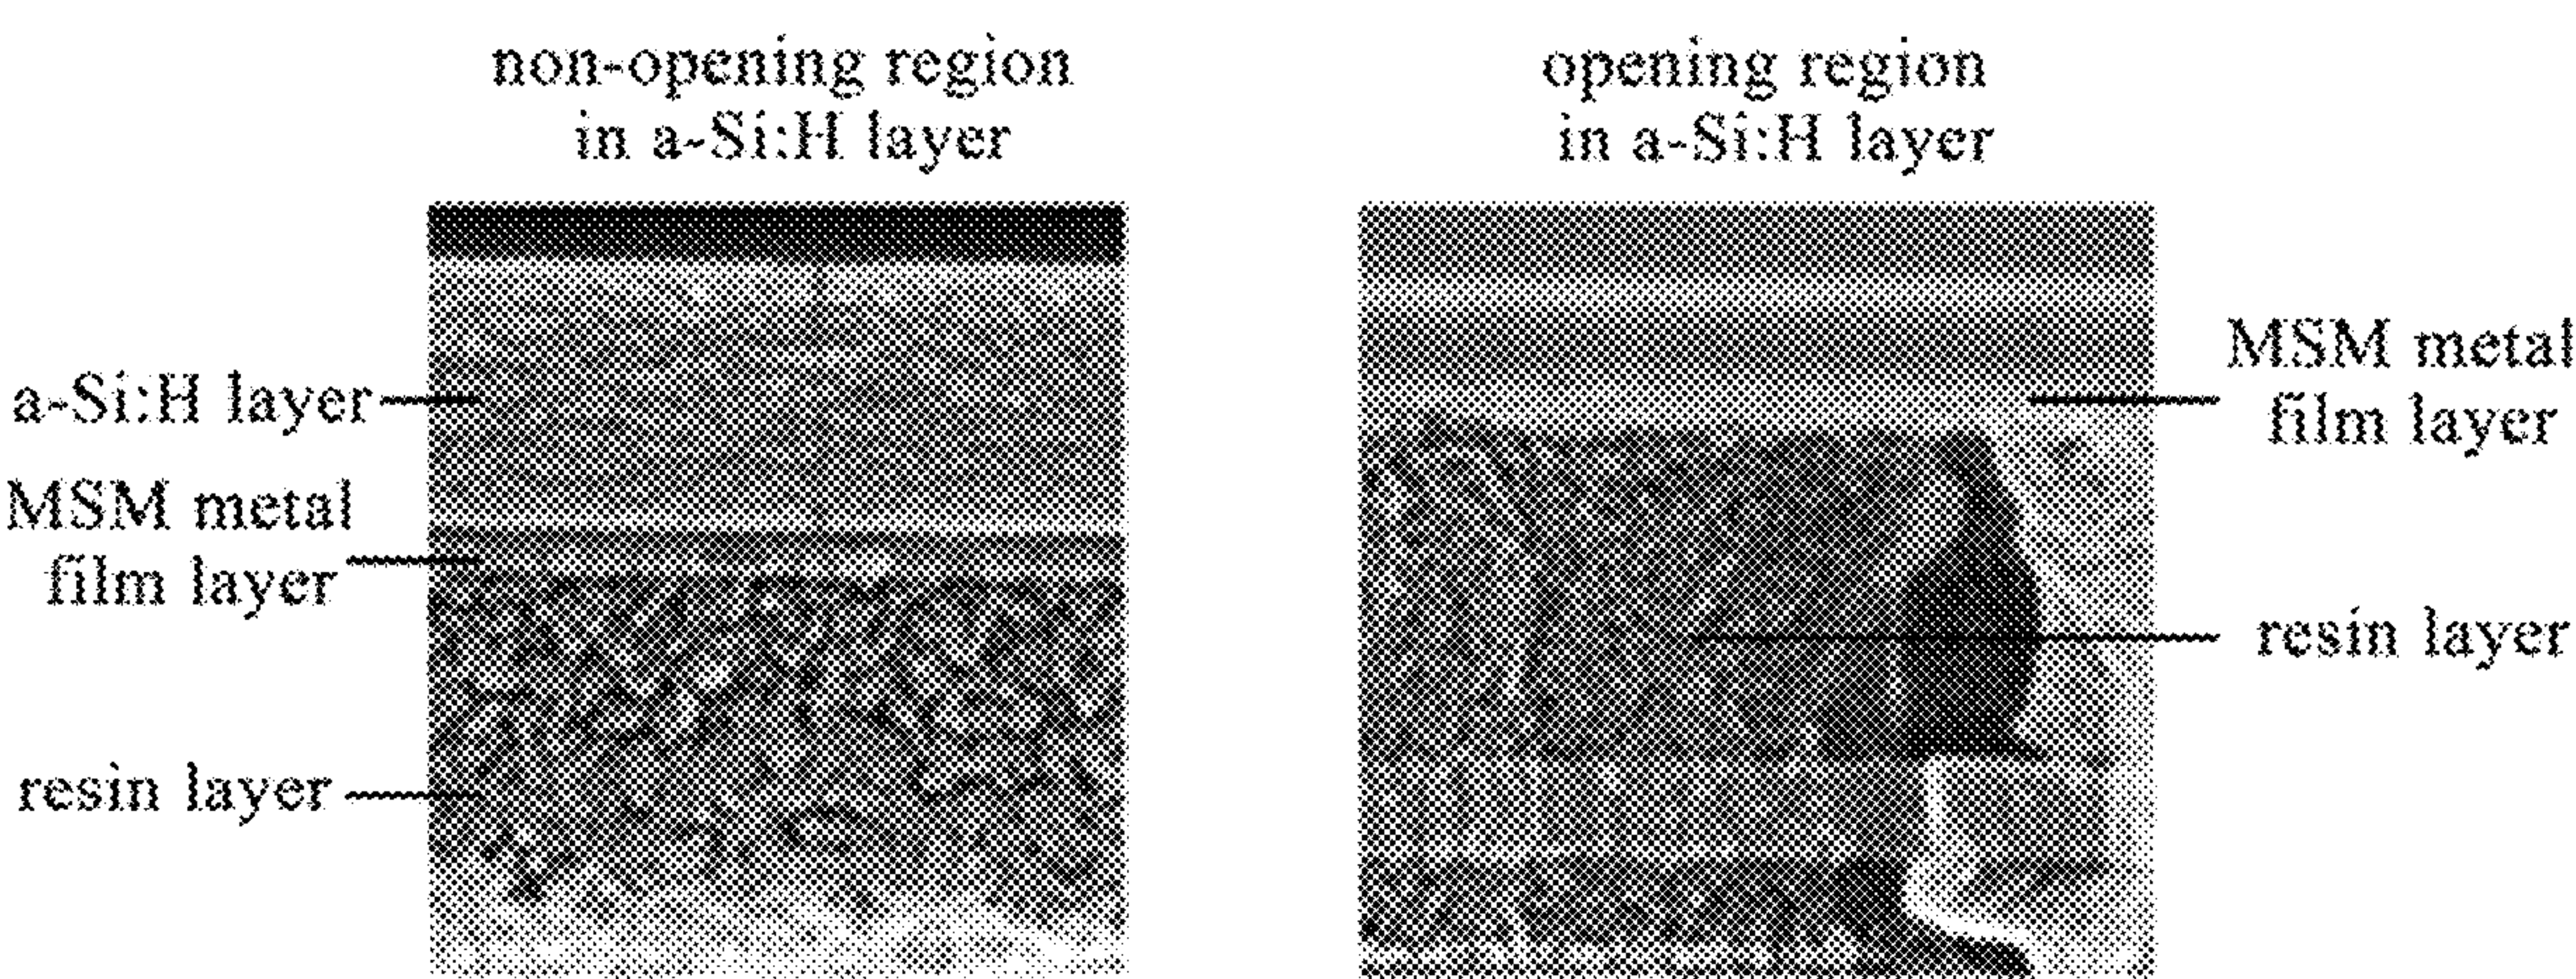 non-opening region
in a-Si:H layer
opening region
in a-Si:H layer
a-Si:H layer
MSM metal
film layer
resin layer
MSM metal
film layer
resin layer